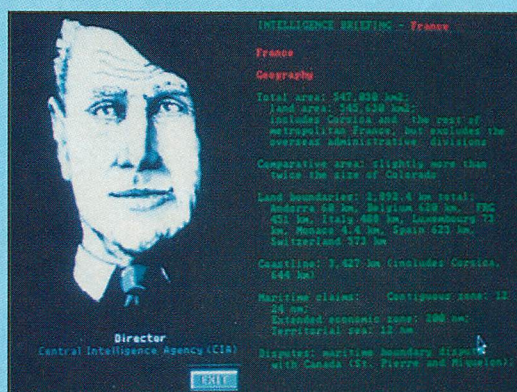 INTELLIGENCE BRIEFING - France
France
Geography
Total area: 547,030 km2;
land area: 545,630 km2;
includes Corsica and the rest of
metropolitan France, but excludes the
overseas administrative divisions
Comparative area: slightly more than
twice the size of Colorado
Land boundaries: 2,892.4 km total;
Andorra 60 km, Belgium 620 km, FRG
451 km, Italy 488 km, Luxembourg 73
km, Monaco 4.4 km, Spain 623 km,
Switzerland 573 km
Coastline: 3,427 km (includes Corsica,
644 km)
Maritime claims: Contiguous zone: 12
24 nm;
Extended economic zone: 200 nm;
Territorial sea: 12 nm
Disputes: maritime boundary dispute
with Canada (St. Pierre and Miquelon);
Director
Central Intelligence Agency (CIA)
EXIT